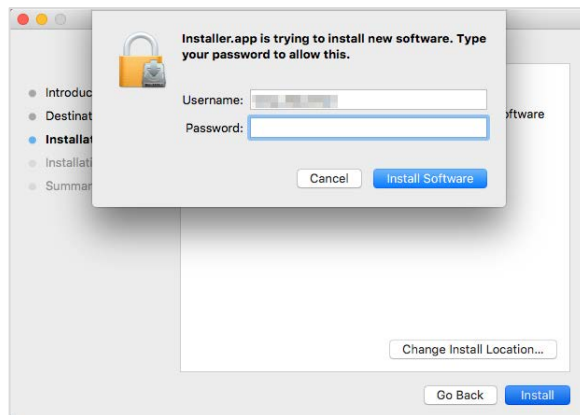 Installer.app is trying to install new software. Type
your password to allow this.
Username:
Password:
Cancel
Install Software
Introduc
Destinat
Installat
Installati
Summar
ftware
Change Install Location...
Go Back
Install